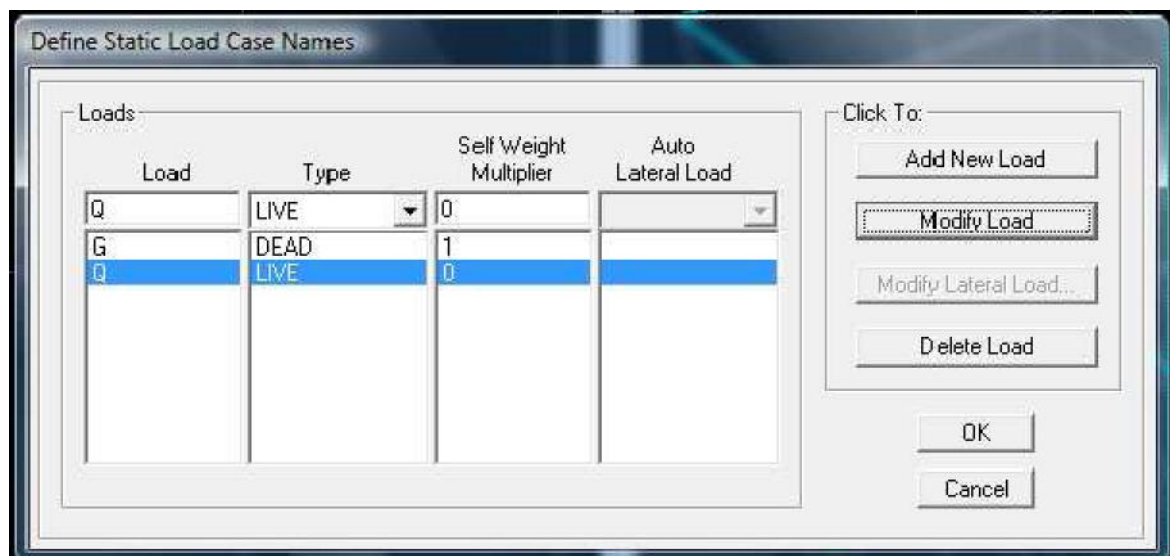 Define Static Load Case Names
Loads
Click To:
Load Type Self Weight Multiplier Auto Lateral Load
Q LIVE 0
G DEAD 1
Q LIVE 0
Add New Load
Modify Load
Modify Lateral Load...
Delete Load
OK
Cancel